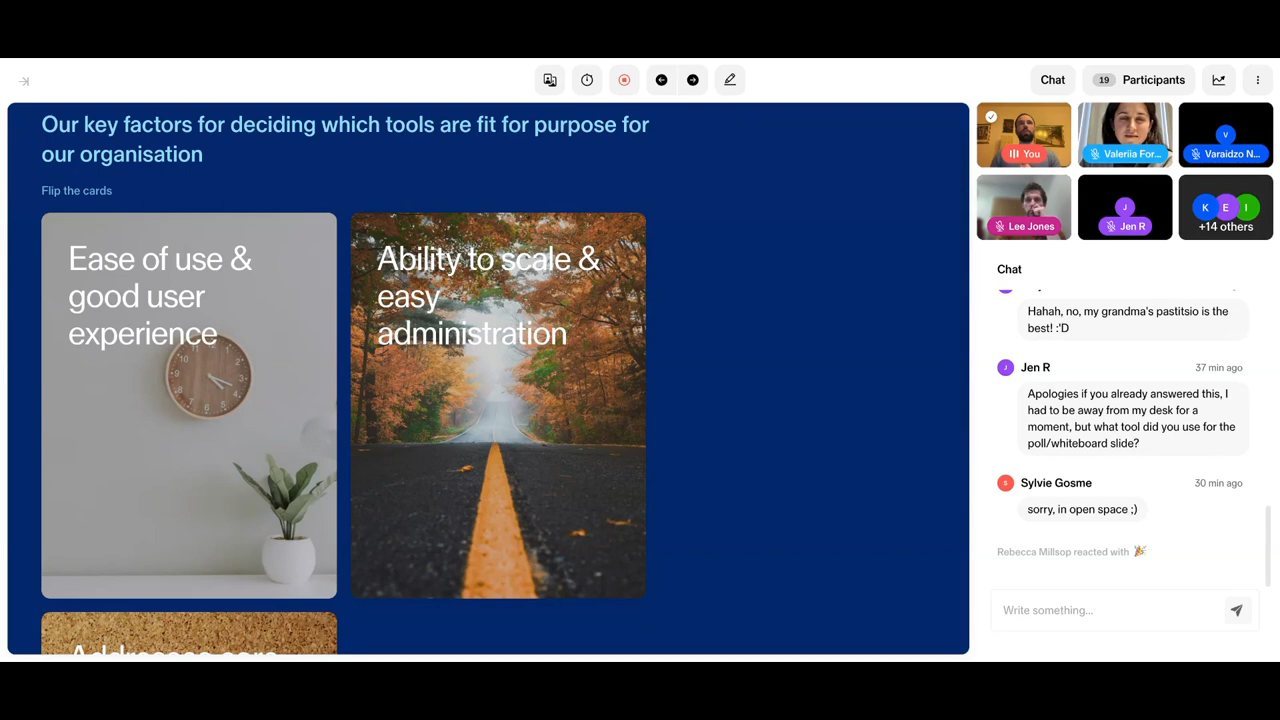 Chat
19 Participants
Our key factors for deciding which tools are fit for purpose for
our organisation
Flip the cards
Ease of use &
good user
experience
Ability to scale &
easy
administration
You
Valeriia For...
V
Varaidzo N...
Lee Jones
J
Jen R
K E I
+14 others
Chat
Hahah, no, my grandma's pastitsio is the
best! :'D
J Jen R 37 min ago
Apologies if you already answered this, I
had to be away from my desk for a
moment, but what tool did you use for the
poll/whiteboard slide?
S Sylvie Gosme 30 min ago
sorry, in open space ;)
Rebecca Millsop reacted with 🎉
Write something...